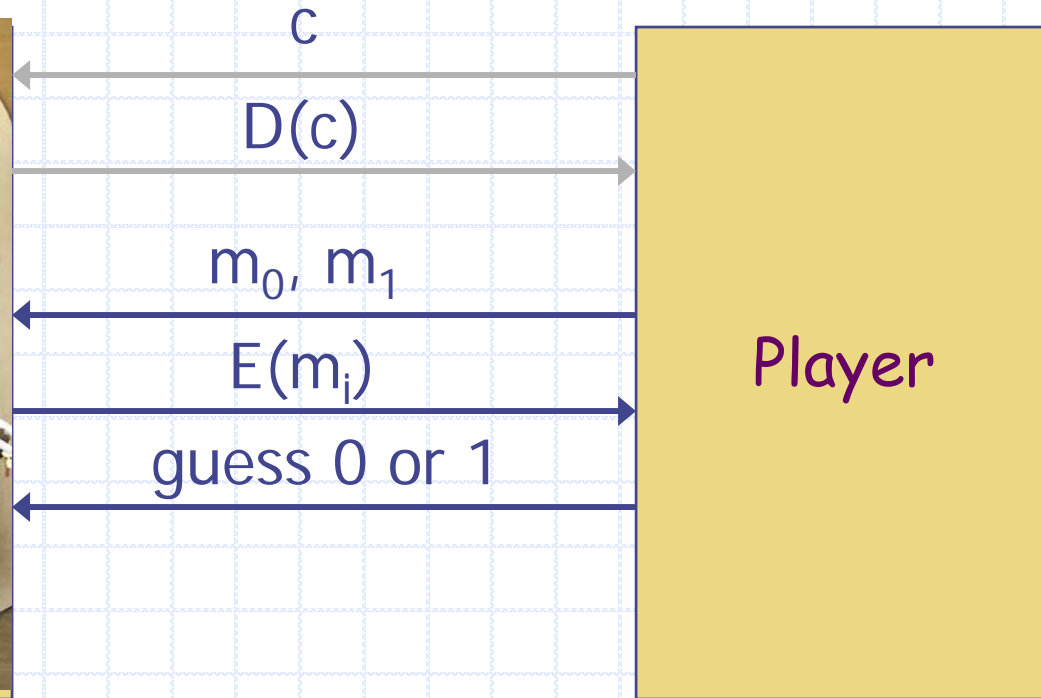 c
D(c)
m₀, m₁
E(mᵢ)
guess 0 or 1
Player